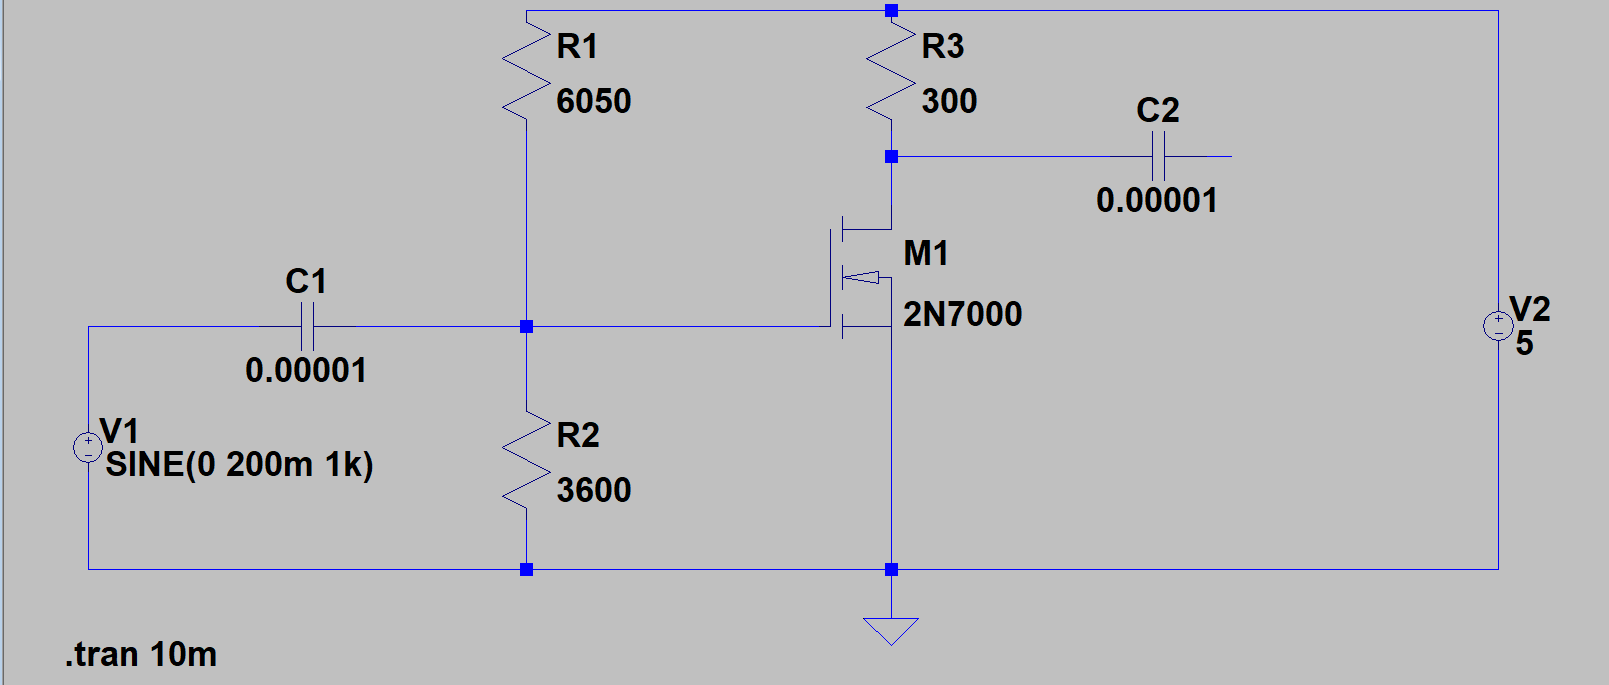 R1
6050
R3
300
C2
0.00001
M1
2N7000
C1
0.00001
V2
5
V1
SINE(0 200m 1k)
R2
3600
.tran 10m